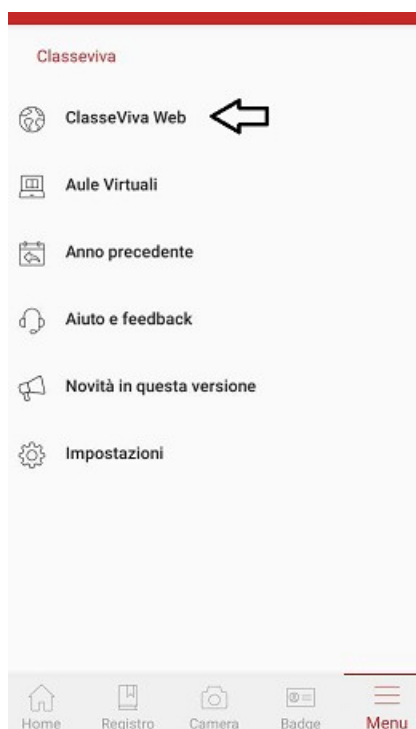 Classeviva
ClasseViva Web
Aule Virtuali
Anno precedente
Aiuto e feedback
Novità in questa versione
Impostazioni
Home Registro Camera Badge Menu